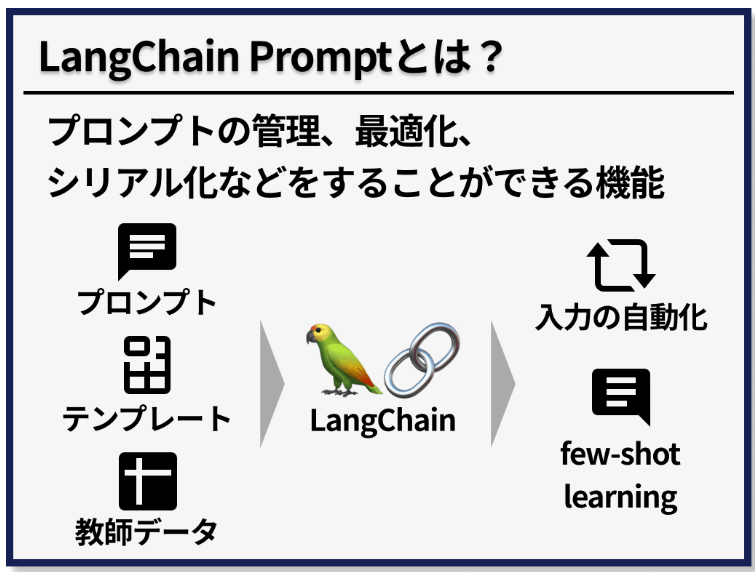 LangChain Promptとは？
プロンプトの管理、最適化、
シリアル化などをすることができる機能
プロンプト
テンプレート
教師データ
LangChain
入力の自動化
few-shot
learning